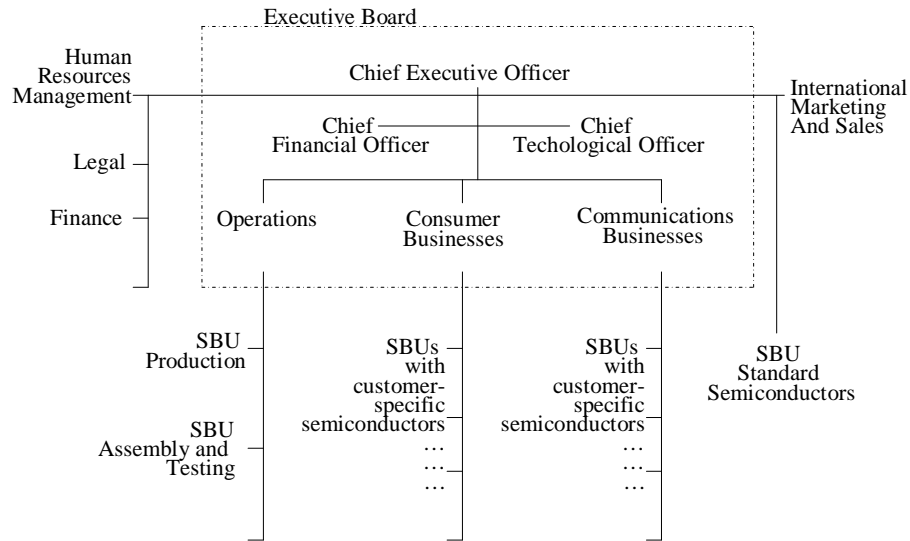 Executive Board
Human
Resources
Management
Chief Executive Officer
International
Marketing
And Sales
Chief
Financial Officer
Chief
Techological Officer
Legal
Finance
Operations
Consumer
Businesses
Communications
Businesses
SBU
Production
SBU
Assembly and
Testing
SBUs
with
customer-
specific
semiconductors
…
…
…
SBUs
with
customer-
specific
semiconductors
…
…
…
SBU
Standard
Semiconductors